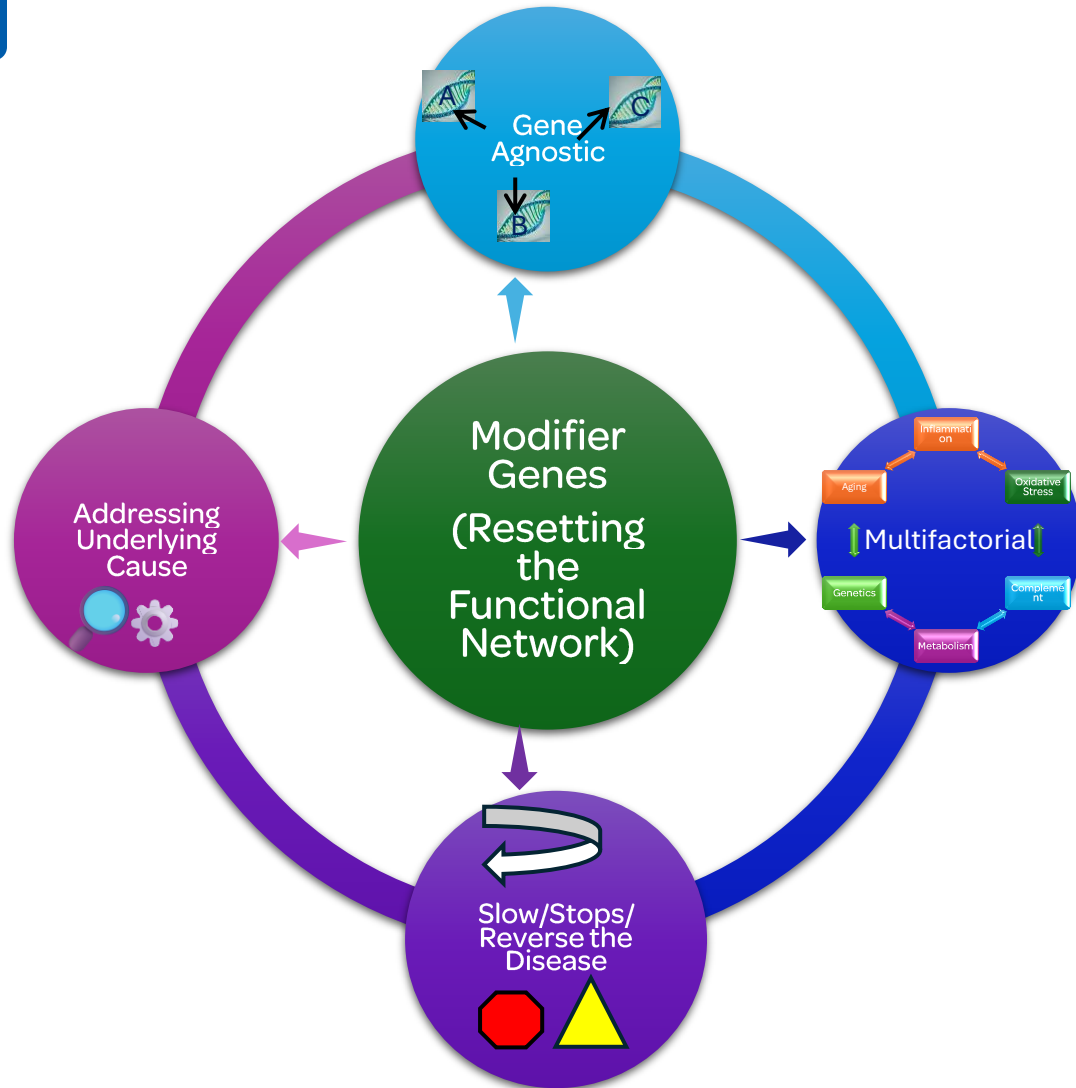 A
C
Gene
Agnostic
B
Modifier
Genes
(Resetting
the
Functional
Network)
Addressing
Underlying
Cause
Inflammati
on
Aging
Oxidative
Stress
Multifactorial
Genetics
Compleme
nt
Metabolism
Slow/Stops/
Reverse the
Disease